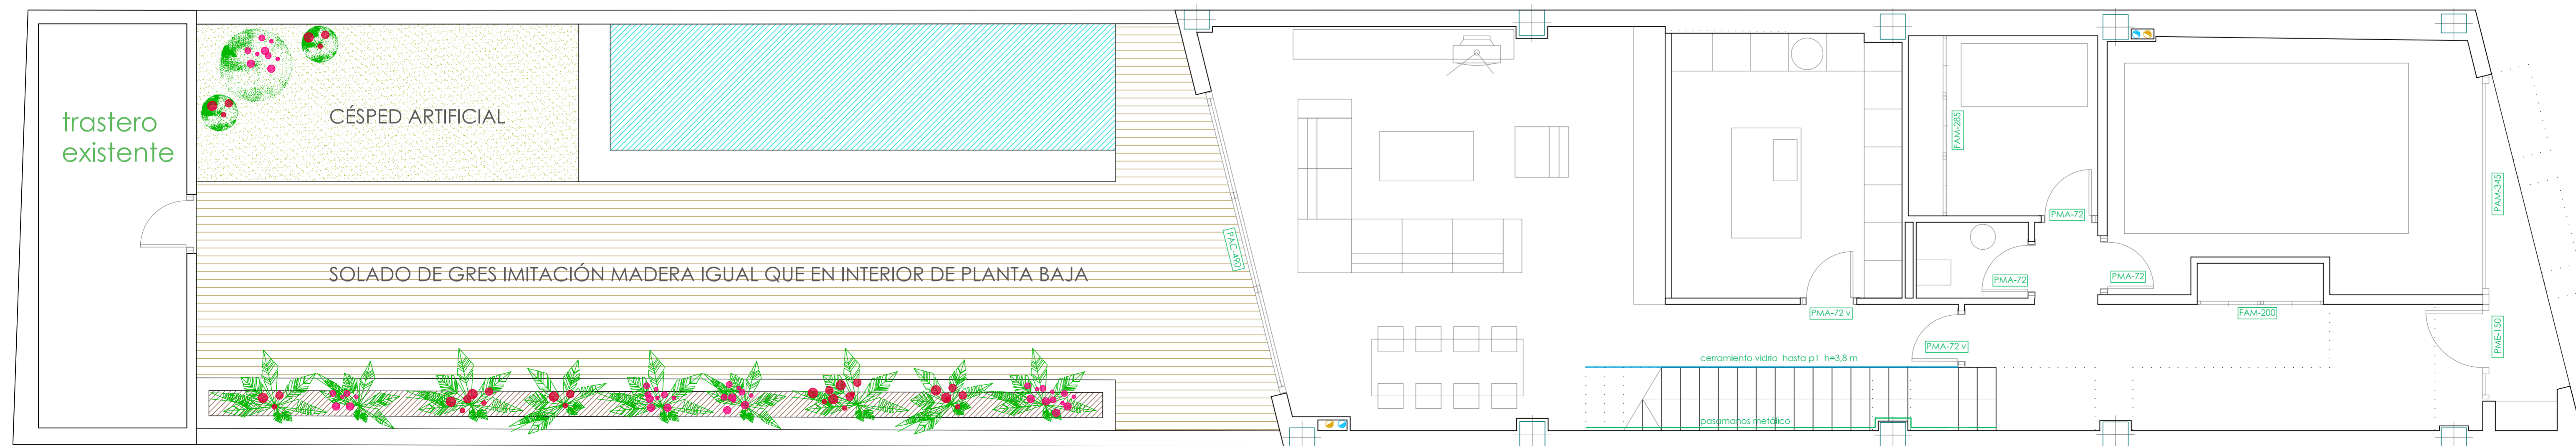 trastero
existente
CÉSPED ARTIFICIAL
SOLADO DE GRES IMITACIÓN MADERA IGUAL QUE EN INTERIOR DE PLANTA BAJA
PAC-490
FAM-285
PMA-72
PMA-72
PMA-72
PAM-345
PMA-72 v
FAM-200
PME-150
PMA-72 v
cerramiento vidrio hasta p1 h=3,8 m
pasamanos metálico